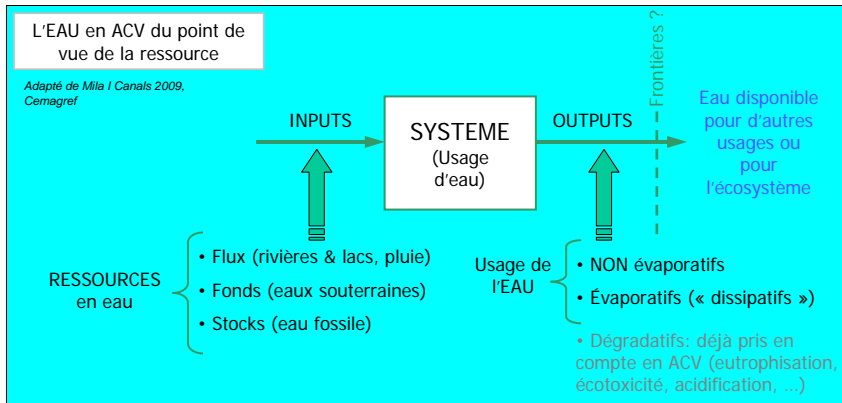 L'EAU en ACV du point de
vue de la ressource
Adapté de Mila I Canals 2009,
Cemagref
INPUTS
SYSTEME
(Usage
d'eau)
OUTPUTS
Frontières ?
Eau disponible
pour d'autres
usages ou
pour
l'écosystème
RESSOURCES
en eau
• Flux (rivières & lacs, pluie)
• Fonds (eaux souterraines)
• Stocks (eau fossile)
Usage de
l'EAU
• NON évaporatifs
• Évaporatifs (« dissipatifs »)
• Dégradatifs: déjà pris en
compte en ACV (eutrophisation,
écotoxicité, acidification, ...)